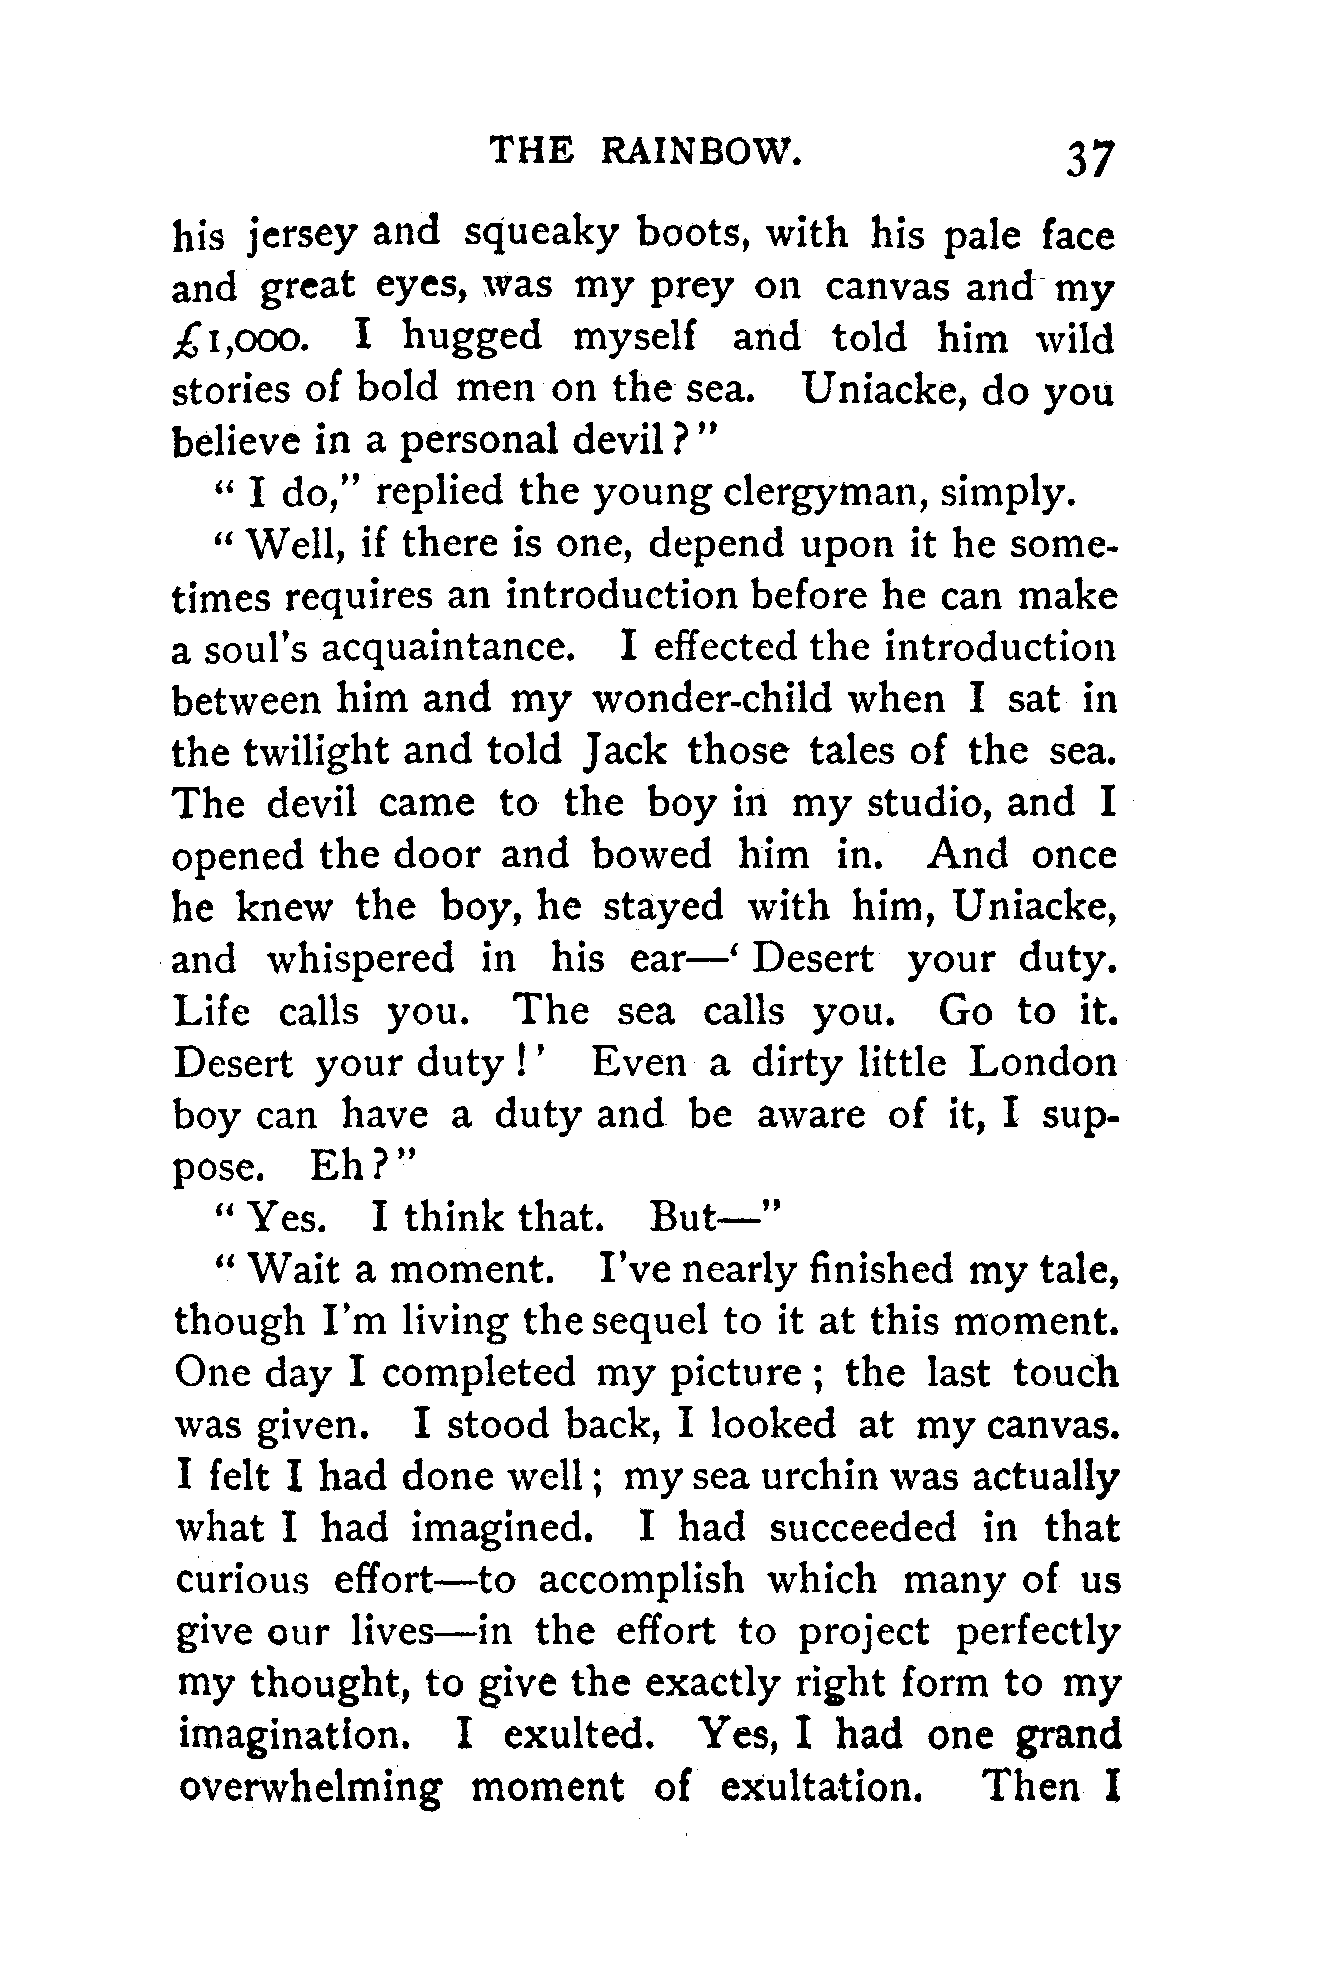 THE RAINBOW. 37
his jersey and squeaky boots, with his pale face
and great eyes, was my prey on canvas and my
£1,000. I hugged myself and told him wild
stories of bold men on the sea. Uniacke, do you
believe in a personal devil?"
"I do," replied the young clergyman, simply.
"Well, if there is one, depend upon it he some-
times requires an introduction before he can make
a soul's acquaintance. I effected the introduction
between him and my wonder-child when I sat in
the twilight and told Jack those tales of the sea.
The devil came to the boy in my studio, and I
opened the door and bowed him in. And once
he knew the boy, he stayed with him, Uniacke,
and whispered in his ear—'Desert your duty.
Life calls you. The sea calls you. Go to it.
Desert your duty!' Even a dirty little London
boy can have a duty and be aware of it, I sup-
pose. Eh?"
"Yes. I think that. But—"
"Wait a moment. I've nearly finished my tale,
though I'm living the sequel to it at this moment.
One day I completed my picture; the last touch
was given. I stood back, I looked at my canvas.
I felt I had done well; my sea urchin was actually
what I had imagined. I had succeeded in that
curious effort—to accomplish which many of us
give our lives—in the effort to project perfectly
my thought, to give the exactly right form to my
imagination. I exulted. Yes, I had one grand
overwhelming moment of exultation. Then I